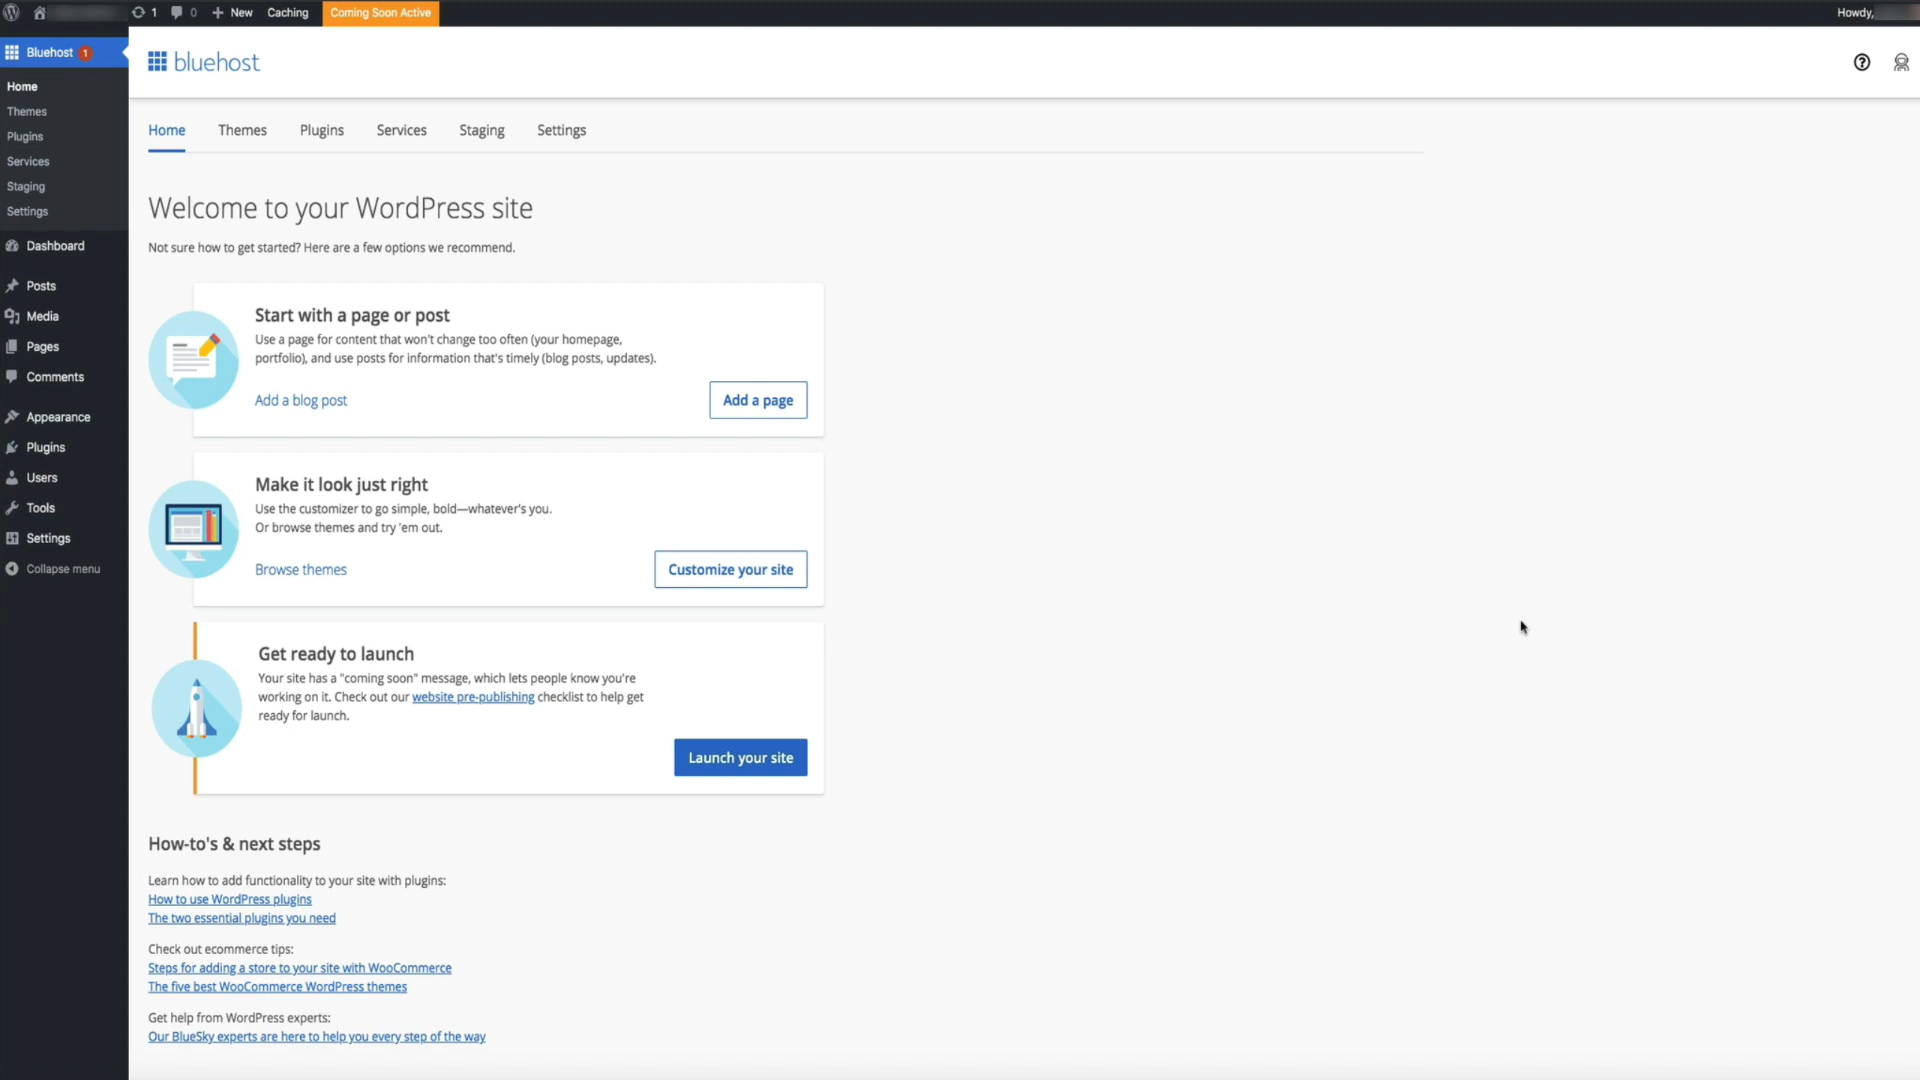 1 0 New Caching Coming Soon Active Howdy,
Bluehost 1
bluehost
Home
Themes
Plugins
Services
Staging
Settings
Dashboard
Posts
Media
Pages
Comments
Appearance
Plugins
Users
Tools
Settings
Collapse menu
Home Themes Plugins Services Staging Settings
Welcome to your WordPress site
Not sure how to get started? Here are a few options we recommend.
Start with a page or post
Use a page for content that won't change too often (your homepage,
portfolio), and use posts for information that's timely (blog posts, updates).
Add a blog post Add a page
Make it look just right
Use the customizer to go simple, bold—whatever's you.
Or browse themes and try 'em out.
Browse themes Customize your site
Get ready to launch
Your site has a "coming soon" message, which lets people know you're
working on it. Check out our website pre-publishing checklist to help get
ready for launch.
Launch your site
How-to's & next steps
Learn how to add functionality to your site with plugins:
How to use WordPress plugins
The two essential plugins you need
Check out ecommerce tips:
Steps for adding a store to your site with WooCommerce
The five best WooCommerce WordPress themes
Get help from WordPress experts:
Our BlueSky experts are here to help you every step of the way